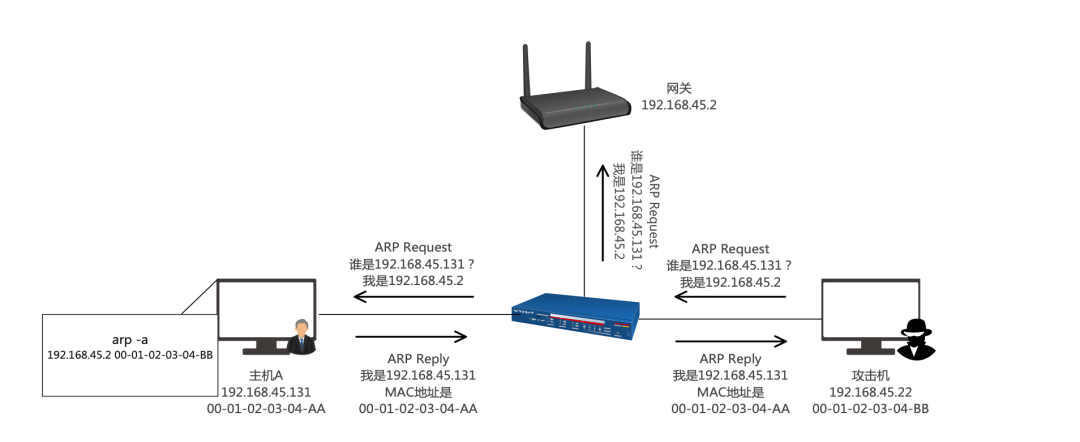 网关
192.168.45.2
ARP Request
谁是192.168.45.131？
我是192.168.45.2
ARP Request
谁是192.168.45.131？
我是192.168.45.2
ARP Request
谁是192.168.45.131？
我是192.168.45.2
arp -a
192.168.45.2 00-01-02-03-04-BB
主机A
192.168.45.131
00-01-02-03-04-AA
ARP Reply
我是192.168.45.131
MAC地址是
00-01-02-03-04-AA
ARP Reply
我是192.168.45.131
MAC地址是
00-01-02-03-04-AA
攻击机
192.168.45.22
00-01-02-03-04-BB